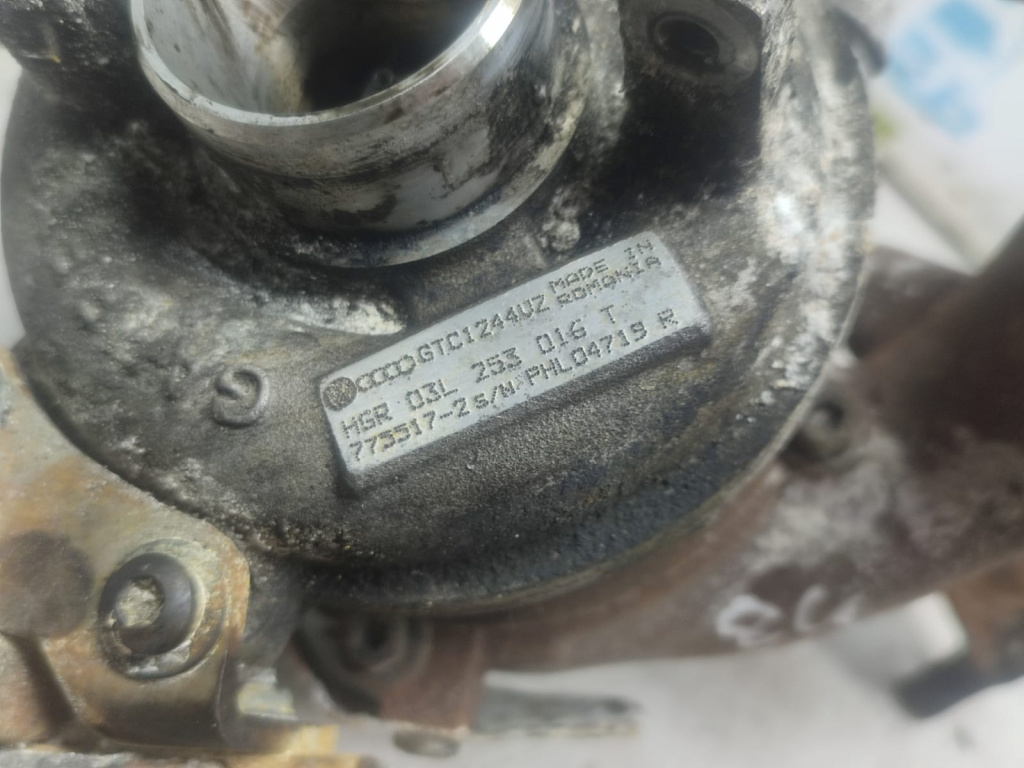 GTC1244VZ MADE IN
ROMANIA
HGR 03L 253 016 T
775517-2 S/N PHL04719 R